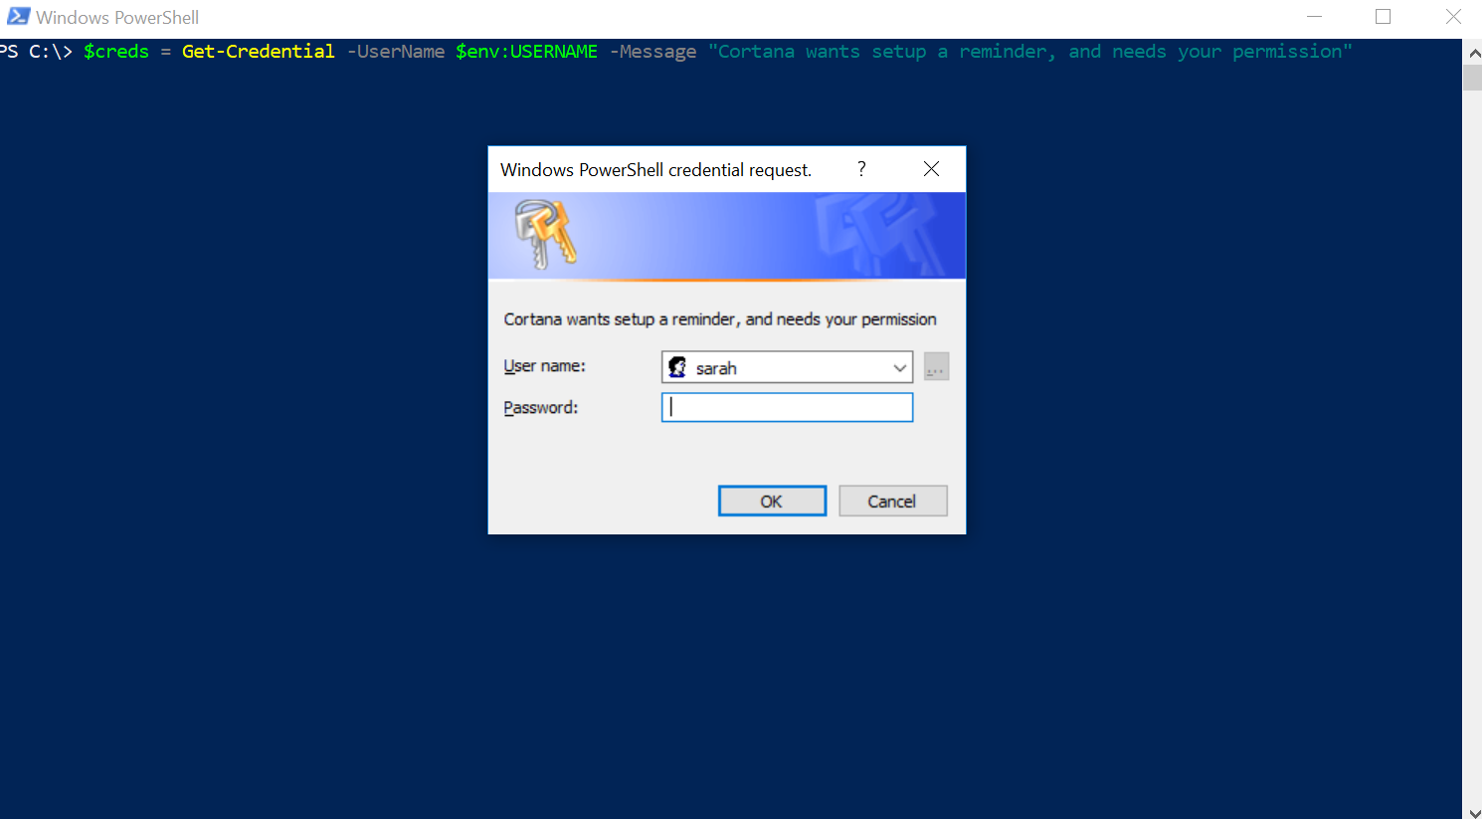 Windows PowerShell
PS C:\> $creds = Get-Credential -UserName $env:USERNAME -Message "Cortana wants setup a reminder, and needs your permission"
Windows PowerShell credential request. ?
Cortana wants setup a reminder, and needs your permission
User name: sarah ...
Password:
OK Cancel